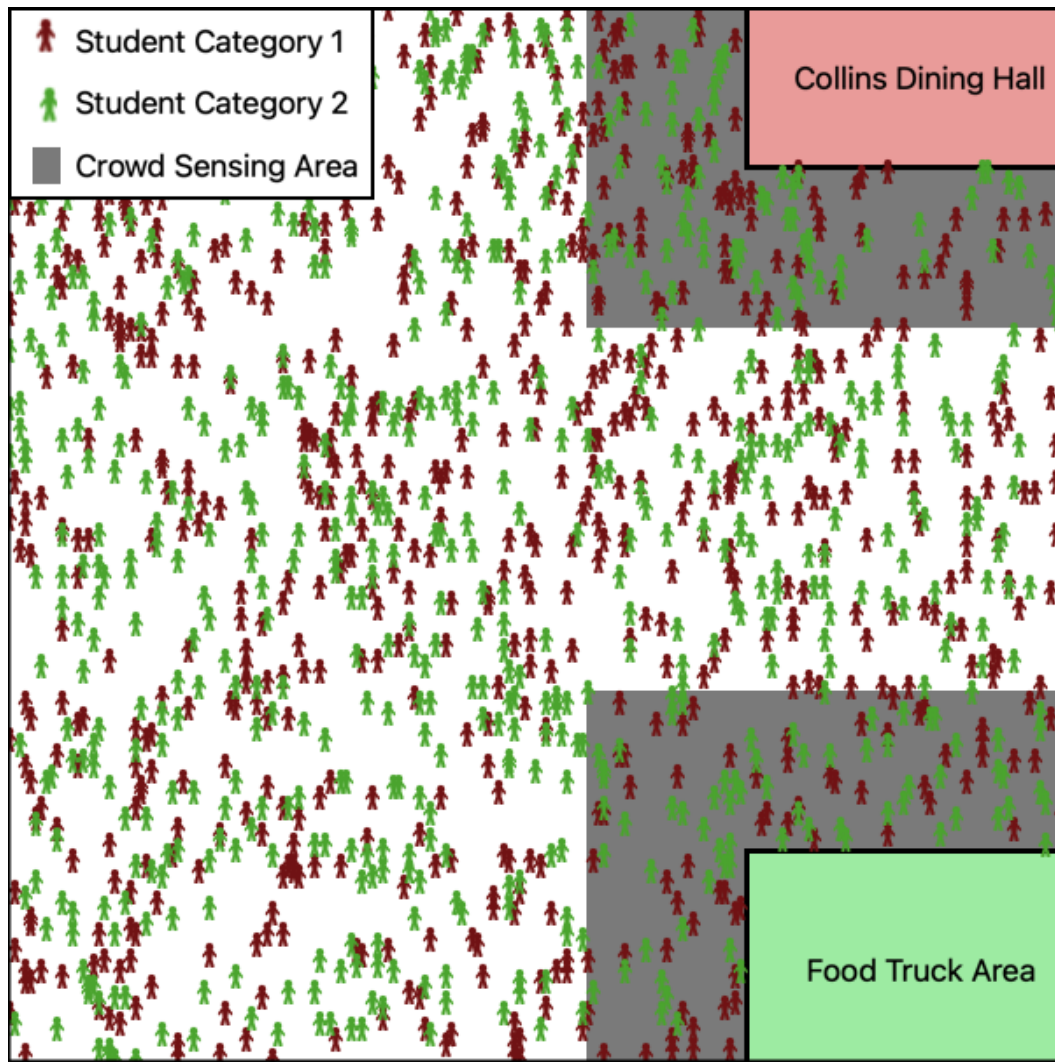 Student Category 1
Student Category 2
Crowd Sensing Area
Collins Dining Hall
Food Truck Area